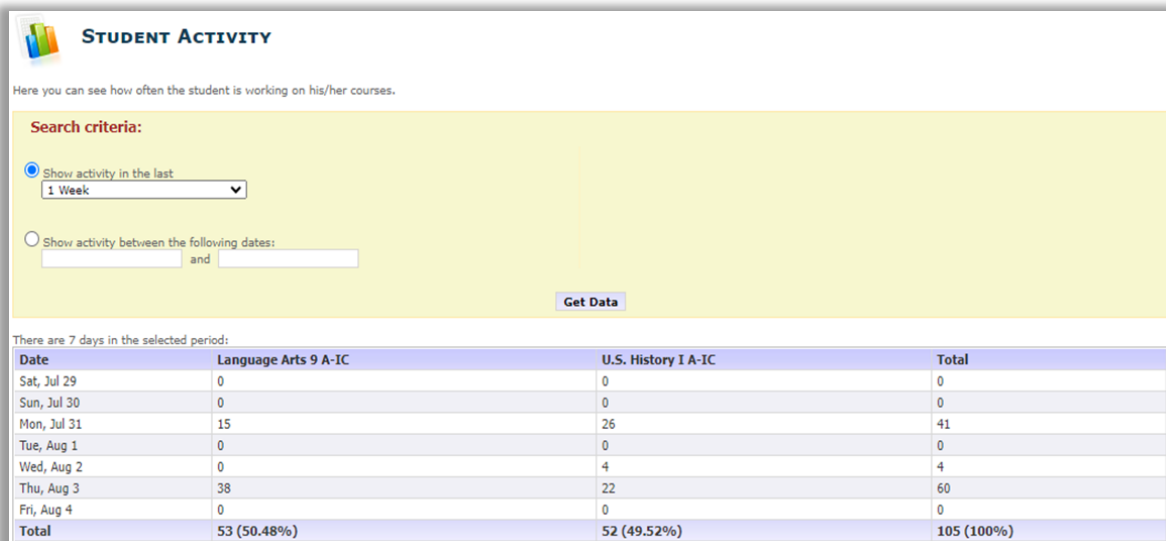 STUDENT ACTIVITY
Here you can see how often the student is working on his/her courses.
Search criteria:
Show activity in the last
1 Week
Show activity between the following dates:
and
Get Data
There are 7 days in the selected period:
Date Language Arts 9 A-IC U.S. History I A-IC Total
Sat, Jul 29 0 0 0
Sun, Jul 30 0 0 0
Mon, Jul 31 15 26 41
Tue, Aug 1 0 0 0
Wed, Aug 2 0 4 4
Thu, Aug 3 38 22 60
Fri, Aug 4 0 0 0
Total 53 (50.48%) 52 (49.52%) 105 (100%)